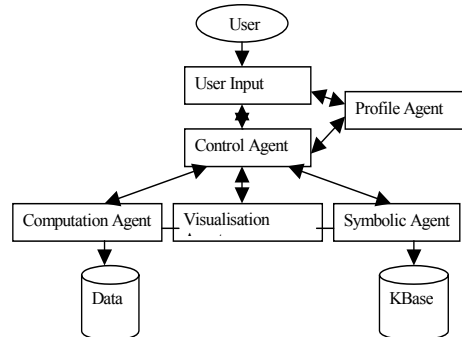 User
User Input
Profile Agent
Control Agent
Computation Agent
Visualisation
Symbolic Agent
Data
KBase